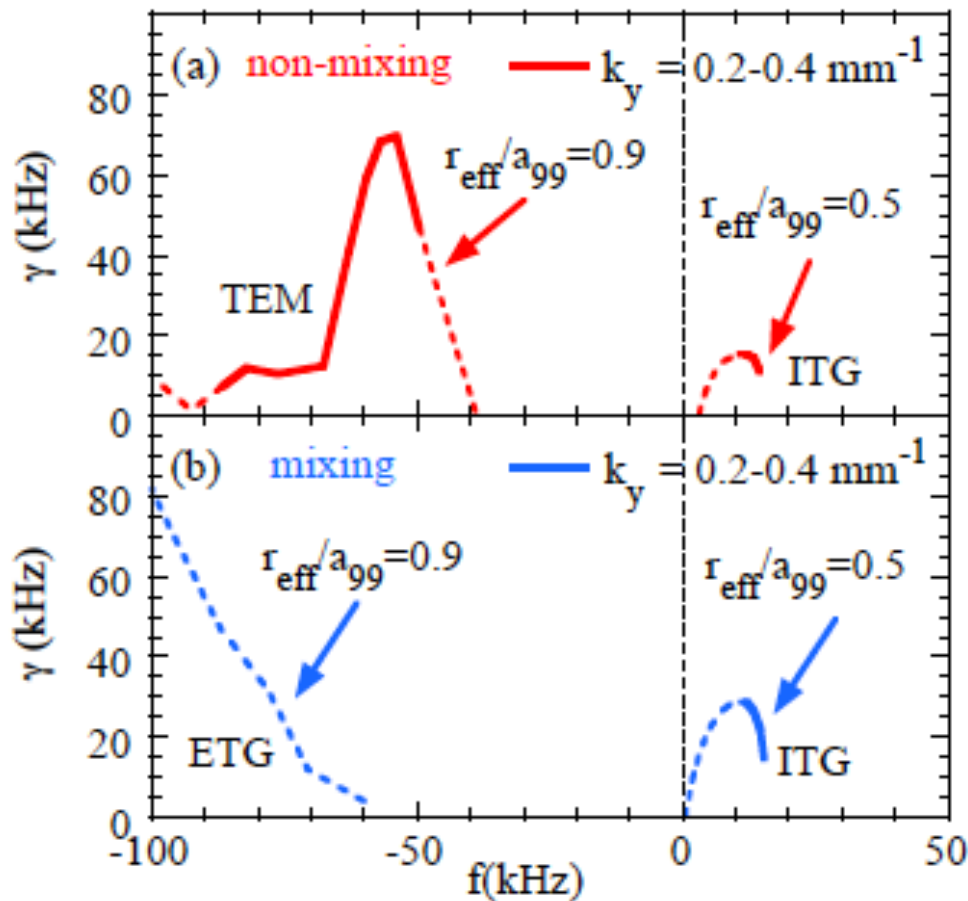 (a) non-mixing k_y = 0.2-0.4 mm^-1
80
r_eff/a_99=0.9
60
r_eff/a_99=0.5
γ (kHz)
40
TEM
20
ITG
0
(b) mixing k_y = 0.2-0.4 mm^-1
80
r_eff/a_99=0.9
r_eff/a_99=0.5
60
γ (kHz)
40
20
ETG
ITG
0
-100 -50 0 50
f(kHz)